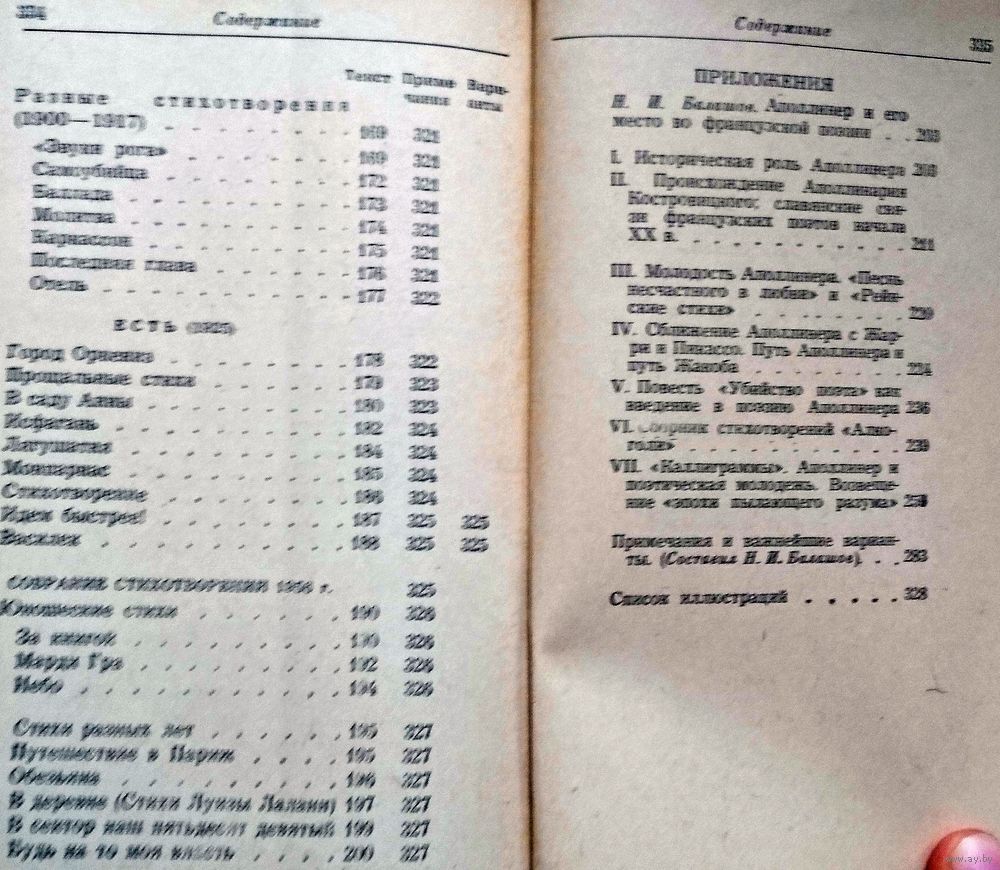 334 Содержание
Текст Приме- Вари-
чания анты
Разные стихотворения
(1900—1917) . . . . . . 169 321
«Звуки рога» . . . . . . 169 321
Самоубийца . . . . . . 172 321
Баллада . . . . . . 173 321
Молитва . . . . . . 174 321
Карнассон . . . . . . 175 321
Последняя глава . . . . . . 176 321
Отель . . . . . . 177 322
ЕСТЬ (1925)
Город Оркениз . . . . . . 178 322
Прощальные стихи . . . . . . 179 323
В саду Анны . . . . . . 180 323
Исфагань . . . . . . 182 324
Лягушатня . . . . . . 184 324
Монпарнас . . . . . . 185 324
Стихотворение . . . . . . 186 324
Идем быстрее! . . . . . . 187 325 325
Василек . . . . . . 188 325 325
СОБРАНИЕ СТИХОТВОРЕНИЙ 1956 г. 325
Юношеские стихи . . . . . . 190 326
За книгой . . . . . . 190 326
Марди Гра . . . . . . 192 326
Небо . . . . . . 194 326
Стихи разных лет . . . . . . 195 327
Путешествие в Париж . . . . 195 327
Обезьяна . . . . . . 196 327
В деревне (Стихи Луизы Лаланн) 197 327
В сектор наш пятьдесят девятый 199 327
Будь на то моя власть . . . . 200 327
Содержание 335
ПРИЛОЖЕНИЯ
Н. И. Балашов. Аполлинер и его
место во французской поэзии . . 203
I. Историческая роль Аполлинера 203
II. Происхождение Аполлинария
Костровицкого; славянские свя-
зи французских поэтов начала
XX в. . . . . . . . . 211
III. Молодость Аполлинера. «Песнь
несчастного в любви» и «Рейн-
ские стихи» . . . . . . 220
IV. Сближение Аполлинера с Жар-
ри и Пикассо. Путь Аполлинера и
путь Жакоба . . . . . . 224
V. Повесть «Убийство поэта» как
введение в поэзию Аполлинера 236
VI. Сборник стихотворений «Алко-
голи» . . . . . . 239
VII. «Каллиграммы». Аполлинер и
поэтическая молодежь. Возвеще-
ние «эпохи пылающего разума» 259
Примечания и важнейшие вариан-
ты. (Составил Н. И. Балашов). . . 283
Список иллюстраций . . . . . 328
www.ay.by